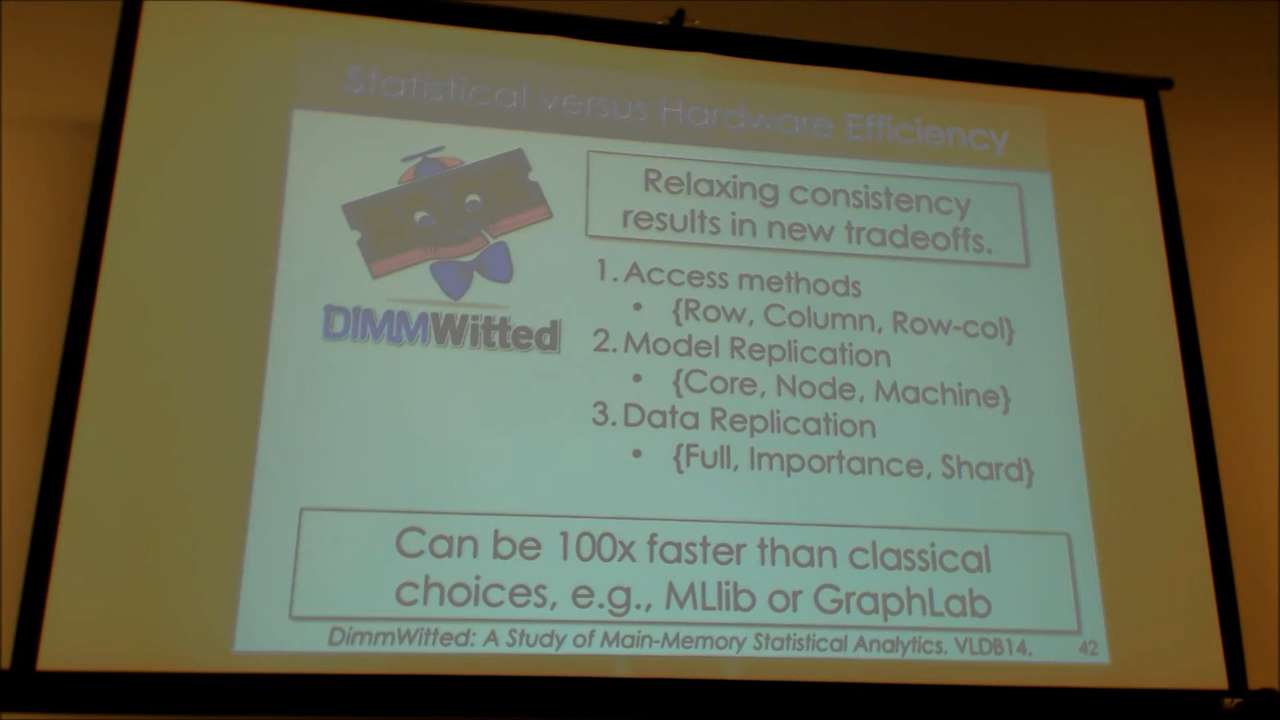 Statistical versus Hardware Efficiency
DIMMWitted
Relaxing consistency
results in new tradeoffs.
1. Access methods
• {Row, Column, Row-col}
2. Model Replication
• {Core, Node, Machine}
3. Data Replication
• {Full, Importance, Shard}
Can be 100x faster than classical
choices, e.g., MLlib or GraphLab
DimmWitted: A Study of Main-Memory Statistical Analytics. VLDB14.
42